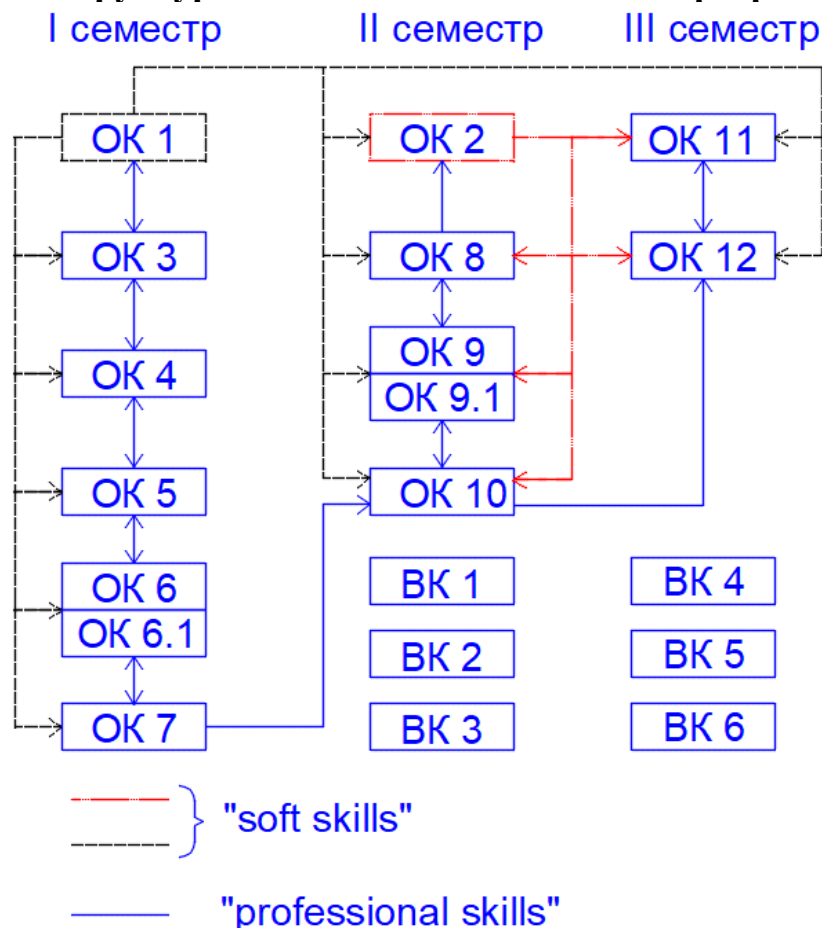 I семестр
II семестр
III семестр
ОК 1
ОК 2
ОК 11
ОК 3
ОК 8
ОК 12
ОК 4
ОК 9
ОК 9.1
ОК 5
ОК 10
ОК 6
ОК 6.1
ОК 7
ВК 1
ВК 4
ВК 2
ВК 5
ВК 3
ВК 6
"soft skills"
"professional skills"